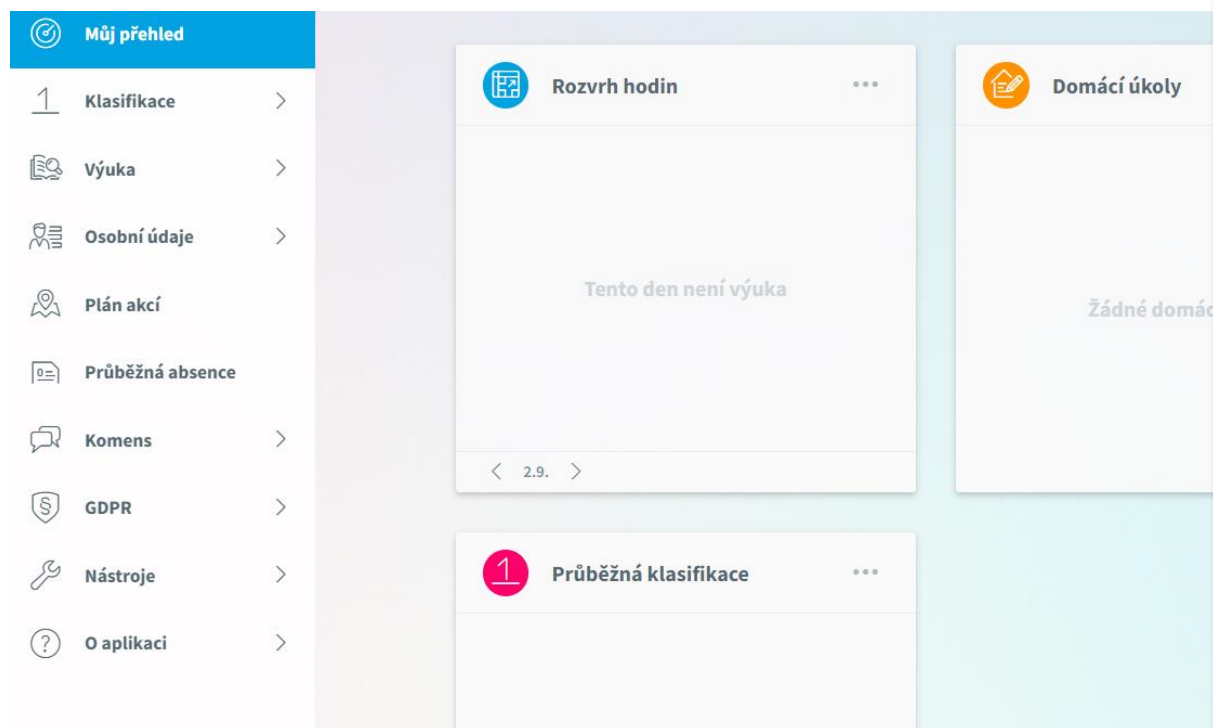 Můj přehled
Klasifikace
Výuka
Osobní údaje
Plán akcí
Průběžná absence
Komens
GDPR
Nástroje
O aplikaci
Rozvrh hodin
Tento den není výuka
2.9.
Domácí úkoly
Žádné
1 Průběžná klasifikace